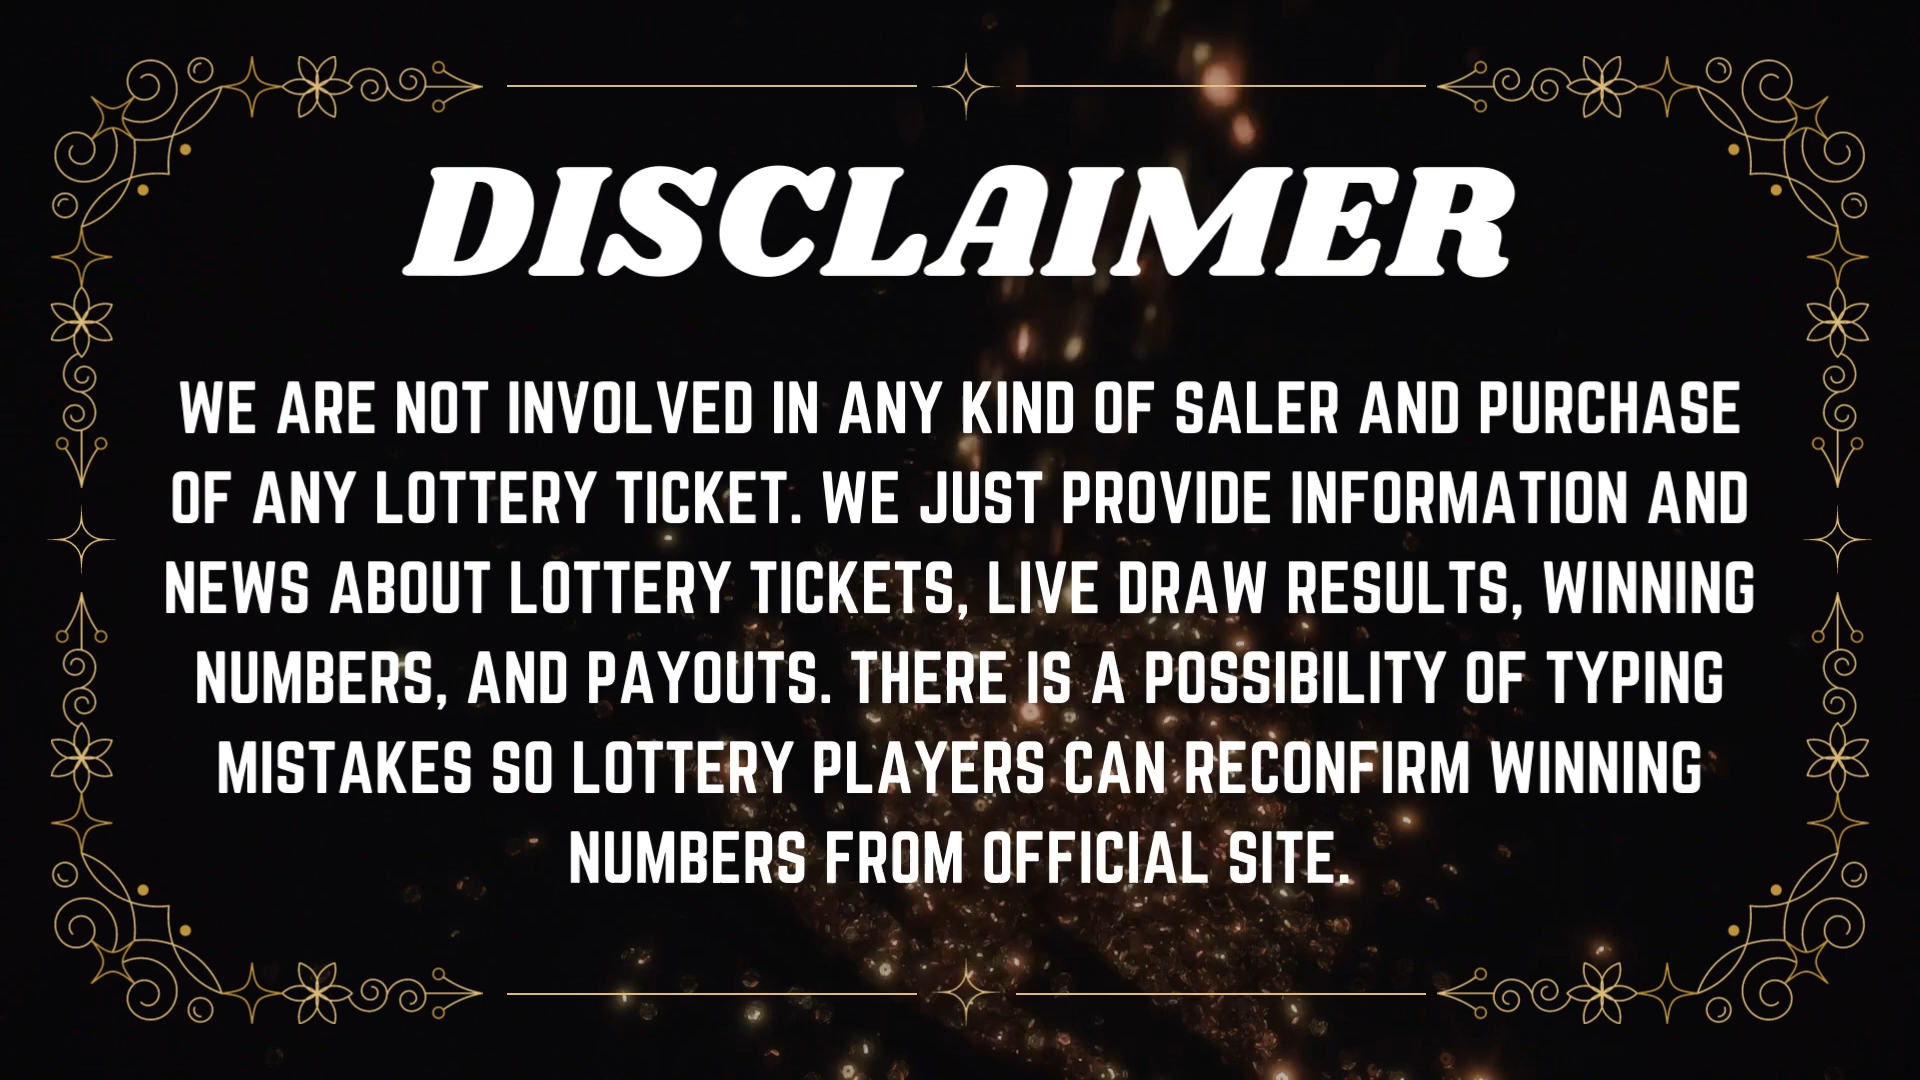 DISCLAIMER
WE ARE NOT INVOLVED IN ANY KIND OF SALER AND PURCHASE
OF ANY LOTTERY TICKET. WE JUST PROVIDE INFORMATION AND
NEWS ABOUT LOTTERY TICKETS, LIVE DRAW RESULTS, WINNING
NUMBERS, AND PAYOUTS. THERE IS A POSSIBILITY OF TYPING
MISTAKES SO LOTTERY PLAYERS CAN RECONFIRM WINNING
NUMBERS FROM OFFICIAL SITE.